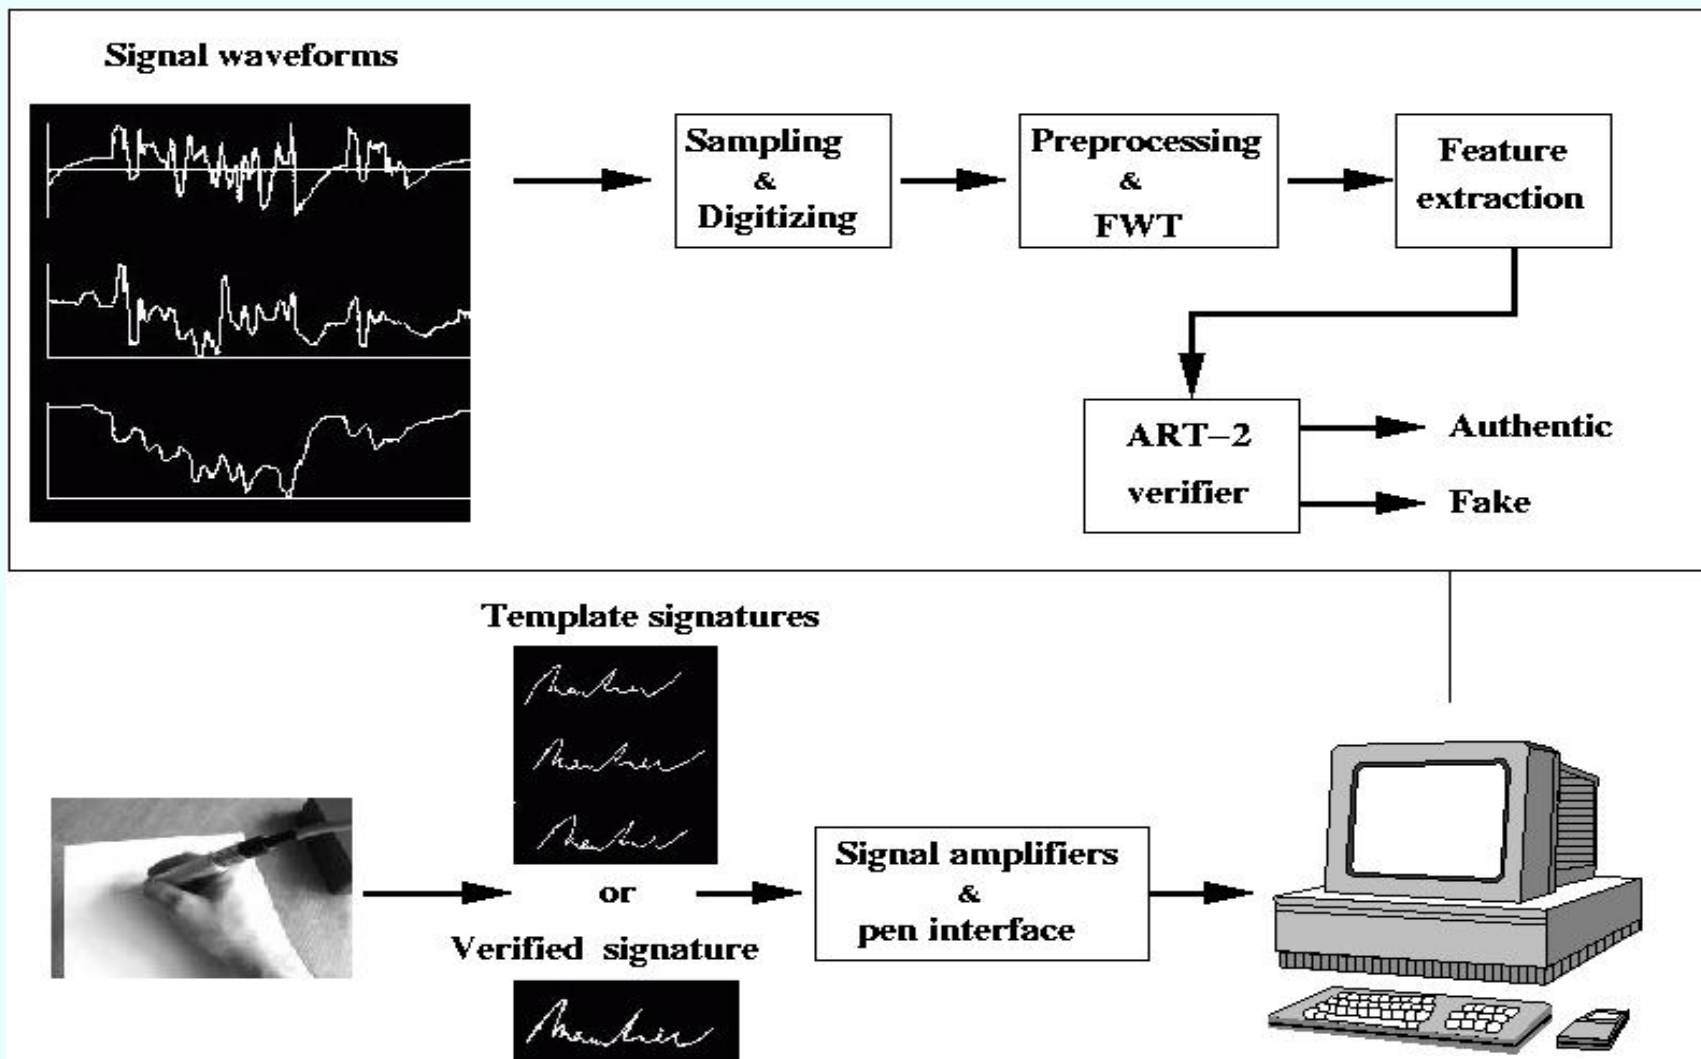 Signal waveforms
Sampling
&
Digitizing
Preprocessing
&
FWT
Feature
extraction
ART–2
verifier
Authentic
Fake
Template signatures
or
Verified signature
Signal amplifiers
&
pen interface